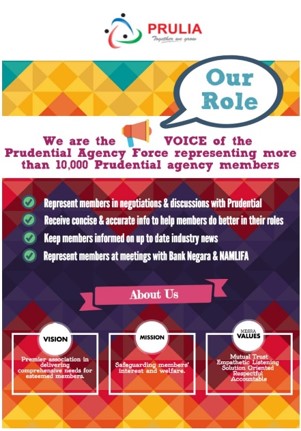 PRULIA
Together we grow
Our
Role
We are the VOICE of the
Prudential Agency Force representing more
than 10,000 Prudential agency members
Represent members in negotiations & discussions with Prudential
Receive concise & accurate info to help members do better in their roles
Keep members informed on up to date industry news
Represent members at meetings with Bank Negara & NAMLIFA
About Us
VISION
Premier association in
delivering
comprehensive needs for
esteemed members.
MISSION
Safeguarding members'
interest and welfare.
VALUES
Mutual Trust
Empathetic Listening
Solution Oriented
Respectful
Accountable